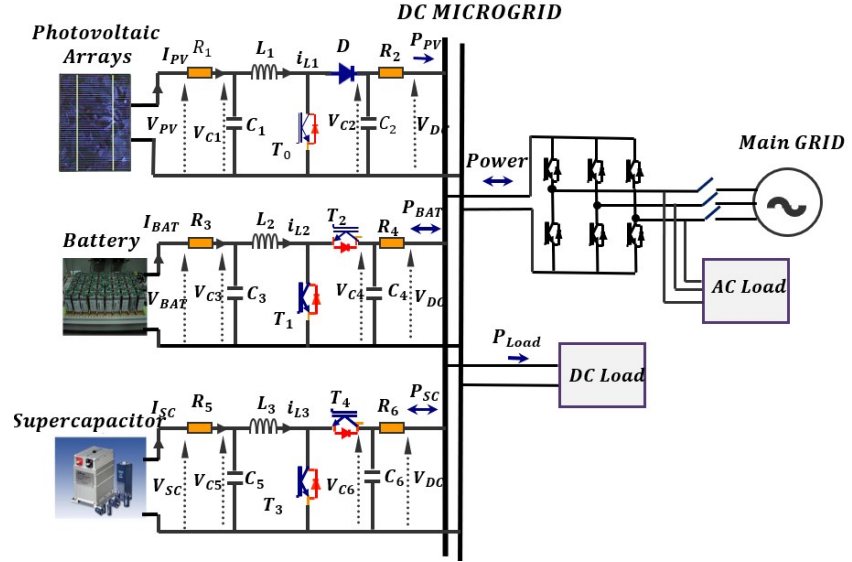 DC MICROGRID
Photovoltaic
Arrays
I_PV
R_1
L_1
i_L1
D
R_2
P_PV
V_PV
V_C1
C_1
T_0
V_C2
C_2
V_DC
Power
Main GRID
Battery
I_BAT
R_3
L_2
i_L2
T_2
R_4
P_BAT
V_BAT
V_C3
C_3
T_1
V_C4
C_4
V_DC
AC Load
P_Load
DC Load
Supercapacitor
I_SC
R_5
L_3
i_L3
T_4
R_6
P_SC
V_SC
V_C5
C_5
T_3
V_C6
C_6
V_DC